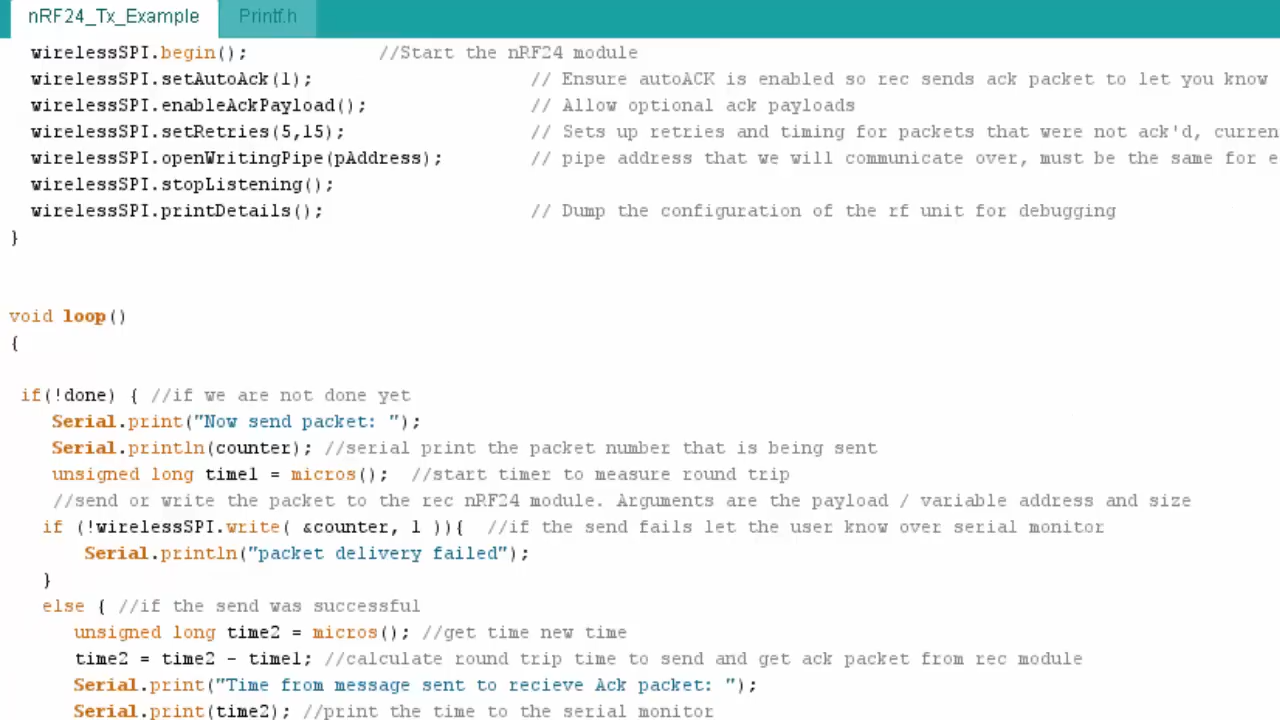 nRF24_Tx_Example Printf.h
wirelessSPI.begin(); //Start the nRF24 module
wirelessSPI.setAutoAck(1); // Ensure autoACK is enabled so rec sends ack packet to let you know
wirelessSPI.enableAckPayload(); // Allow optional ack payloads
wirelessSPI.setRetries(5,15); // Sets up retries and timing for packets that were not ack'd, curren
wirelessSPI.openWritingPipe(pAddress); // pipe address that we will communicate over, must be the same for e
wirelessSPI.stopListening();
wirelessSPI.printDetails(); // Dump the configuration of the rf unit for debugging
}
void loop()
{
if(!done) { //if we are not done yet
Serial.print("Now send packet: ");
Serial.println(counter); //serial print the packet number that is being sent
unsigned long time1 = micros(); //start timer to measure round trip
//send or write the packet to the rec nRF24 module. Arguments are the payload / variable address and size
if (!wirelessSPI.write( &counter, 1 )){ //if the send fails let the user know over serial monitor
Serial.println("packet delivery failed");
}
else { //if the send was successful
unsigned long time2 = micros(); //get time new time
time2 = time2 - time1; //calculate round trip time to send and get ack packet from rec module
Serial.print("Time from message sent to recieve Ack packet: ");
Serial.print(time2); //print the time to the serial monitor